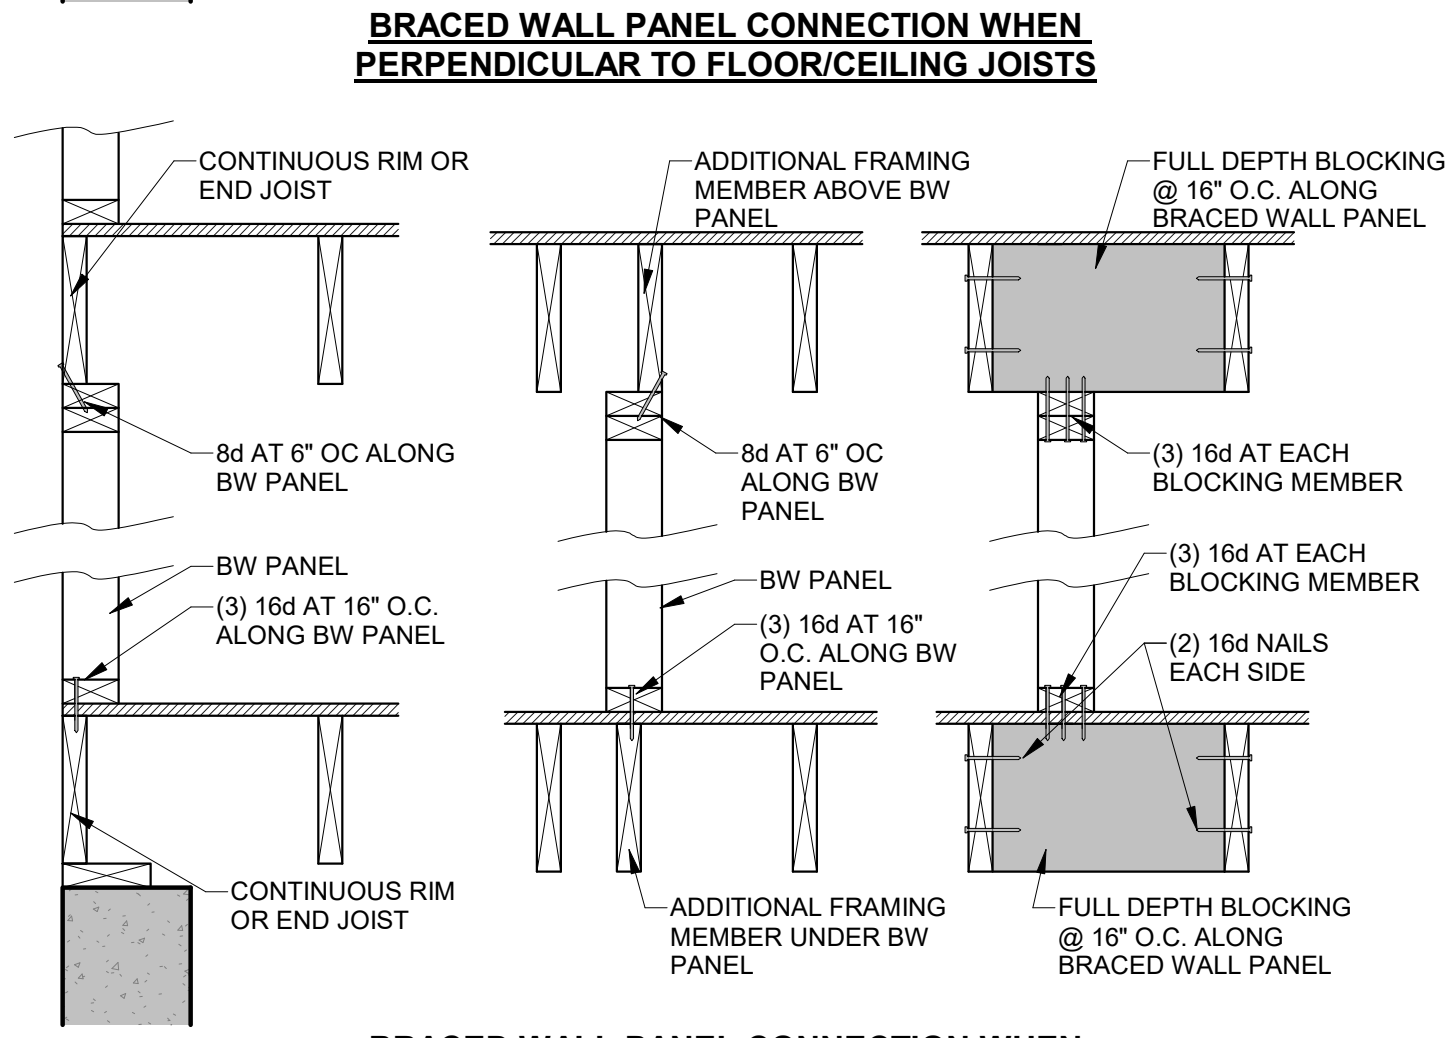 BRACED WALL PANEL CONNECTION WHEN
PERPENDICULAR TO FLOOR/CEILING JOISTS
CONTINUOUS RIM OR
END JOIST
8d AT 6" OC ALONG
BW PANEL
BW PANEL
(3) 16d AT 16" O.C.
ALONG BW PANEL
CONTINUOUS RIM
OR END JOIST
ADDITIONAL FRAMING
MEMBER ABOVE BW
PANEL
8d AT 6" OC
ALONG BW
PANEL
BW PANEL
(3) 16d AT 16"
O.C. ALONG BW
PANEL
ADDITIONAL FRAMING
MEMBER UNDER BW
PANEL
FULL DEPTH BLOCKING
@ 16" O.C. ALONG
BRACED WALL PANEL
(3) 16d AT EACH
BLOCKING MEMBER
(3) 16d AT EACH
BLOCKING MEMBER
(2) 16d NAILS
EACH SIDE
FULL DEPTH BLOCKING
@ 16" O.C. ALONG
BRACED WALL PANEL
BRACED WALL PANEL CONNECTION WHEN